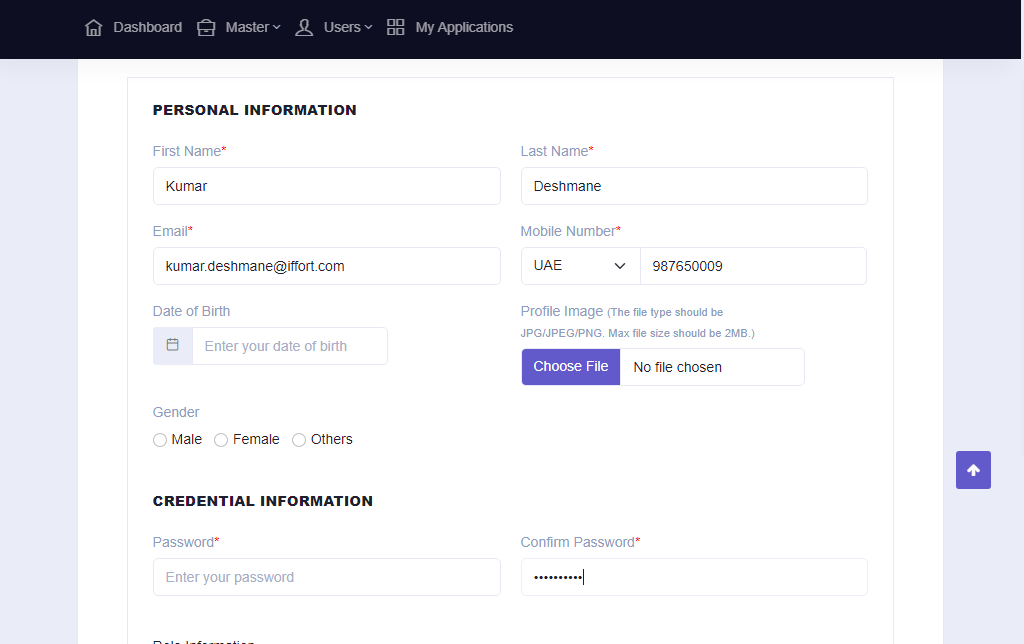 Dashboard Master Users My Applications
PERSONAL INFORMATION
First Name* Last Name*
Kumar Deshmane
Email* Mobile Number*
kumar.deshmane@iffort.com UAE 987650009
Date of Birth Profile Image (The file type should be
JPG/JPEG/PNG. Max file size should be 2MB.)
Enter your date of birth
Choose File No file chosen
Gender
Male Female Others
CREDENTIAL INFORMATION
Password* Confirm Password*
Enter your password ••••••••••
Role Information